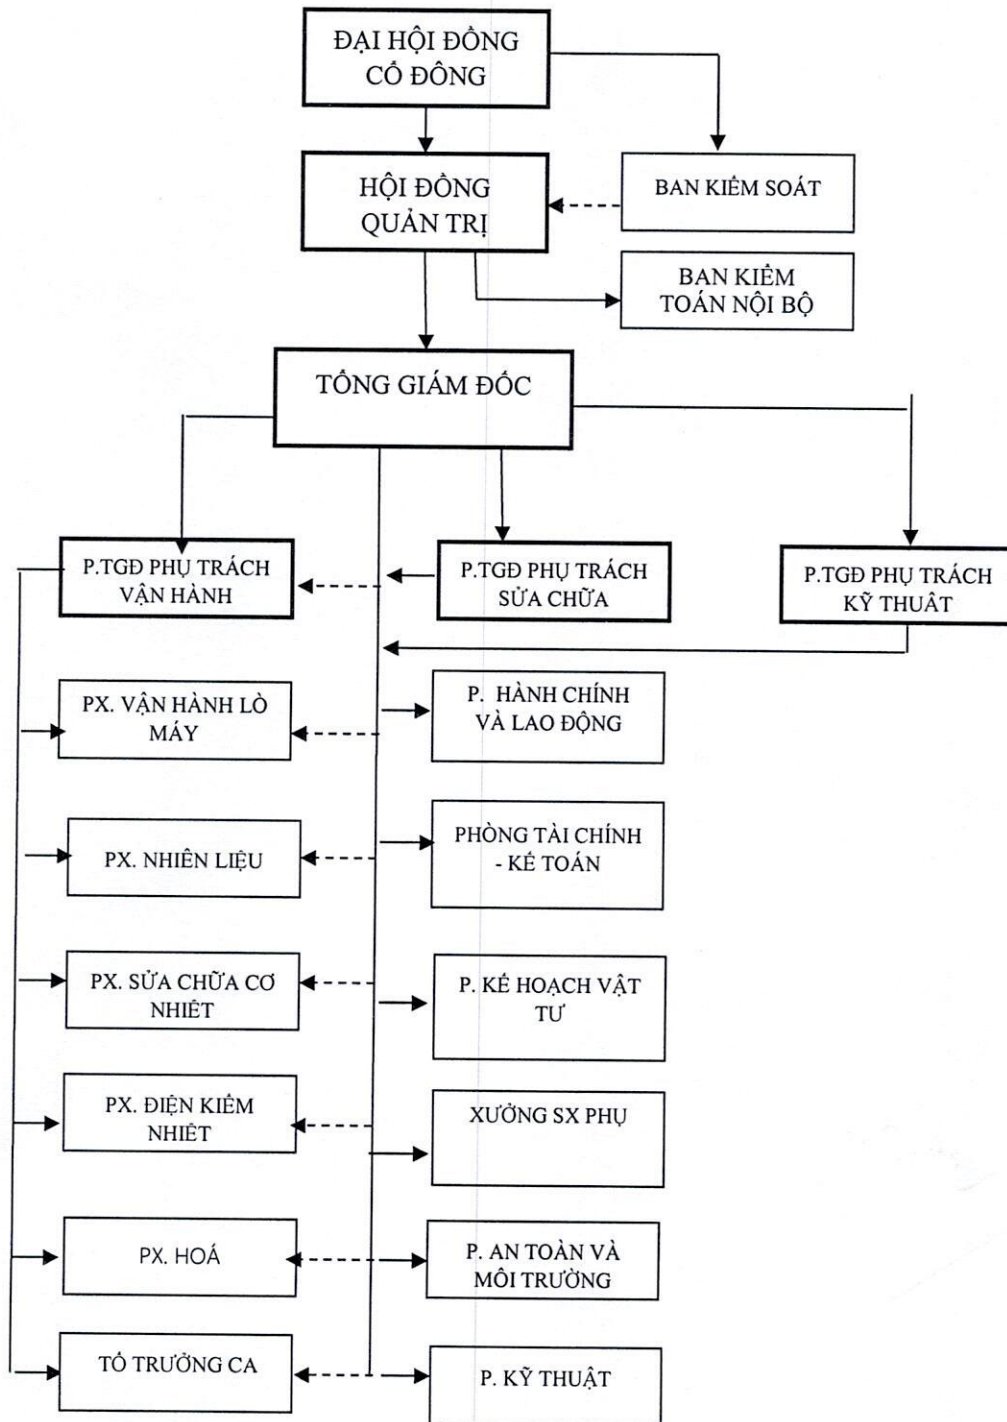 ĐẠI HỘI ĐỒNG
CỔ ĐÔNG
HỘI ĐỒNG
QUẢN TRỊ
BAN KIỂM SOÁT
BAN KIỂM
TOÁN NỘI BỘ
TỔNG GIÁM ĐỐC
P.TGĐ PHỤ TRÁCH
VẬN HÀNH
P.TGĐ PHỤ TRÁCH
SỬA CHỮA
P.TGĐ PHỤ TRÁCH
KỸ THUẬT
PX. VẬN HÀNH LÒ
MÁY
P. HÀNH CHÍNH
VÀ LAO ĐỘNG
PX. NHIÊN LIỆU
PHÒNG TÀI CHÍNH
- KẾ TOÁN
PX. SỬA CHỮA CƠ
NHIỆT
P. KẾ HOẠCH VẬT
TƯ
PX. ĐIỆN KIỂM
NHIỆT
XƯỞNG SX PHỤ
PX. HOÁ
P. AN TOÀN VÀ
MÔI TRƯỜNG
TỔ TRƯỞNG CA
P. KỸ THUẬT